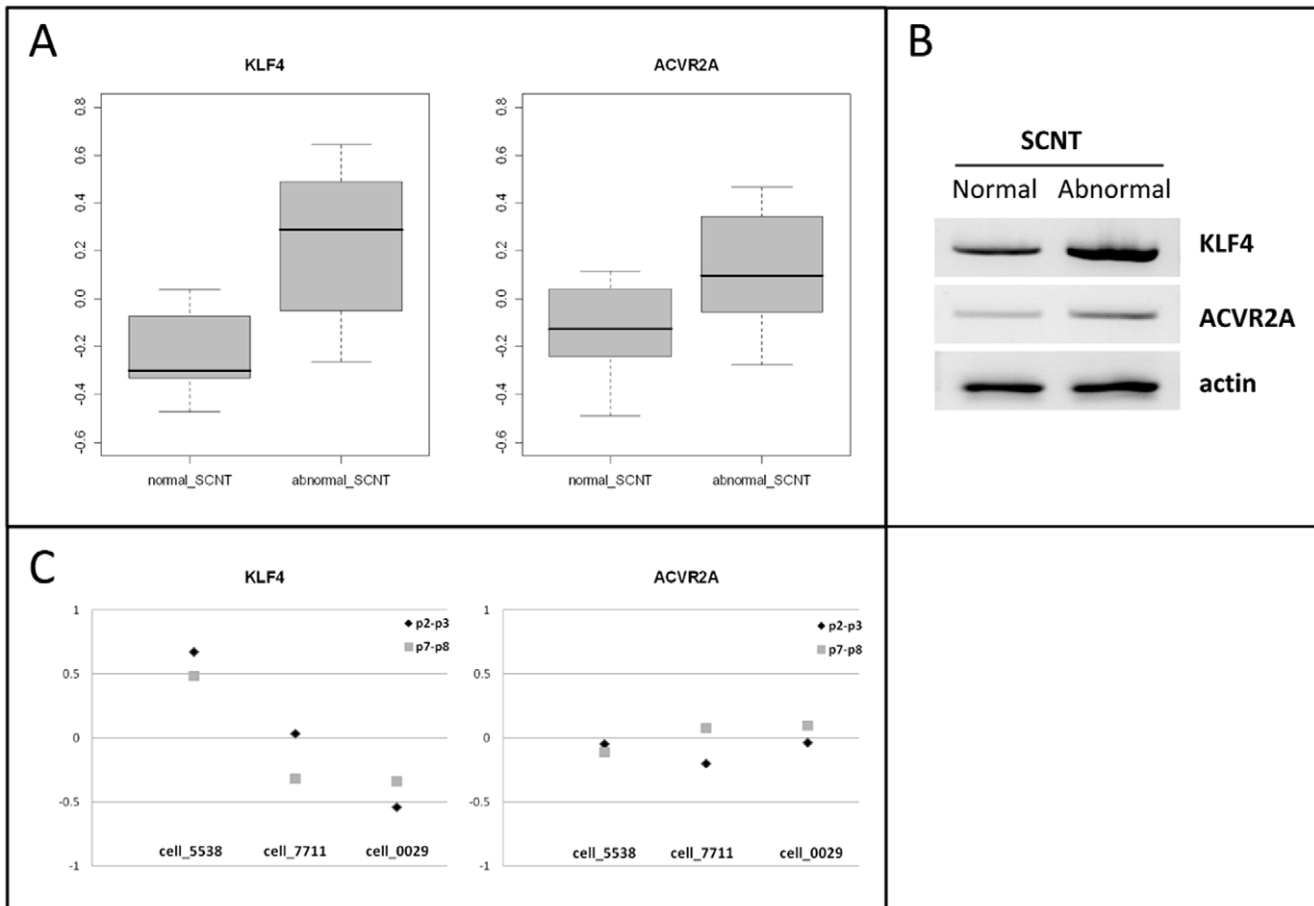 A
KLF4
0.8
0.6
0.4
0.2
0.0
-0.2
-0.4
-0.6
normal_SCNT
abnormal_SCNT
ACVR2A
0.8
0.6
0.4
0.2
0.0
-0.2
-0.4
-0.6
normal_SCNT
abnormal_SCNT
B
SCNT
Normal Abnormal
KLF4
ACVR2A
actin
C
KLF4
1
0.5
0
-0.5
-1
p2-p3
p7-p8
cell_5538
cell_7711
cell_0029
ACVR2A
1
0.5
0
-0.5
-1
p2-p3
p7-p8
cell_5538
cell_7711
cell_0029